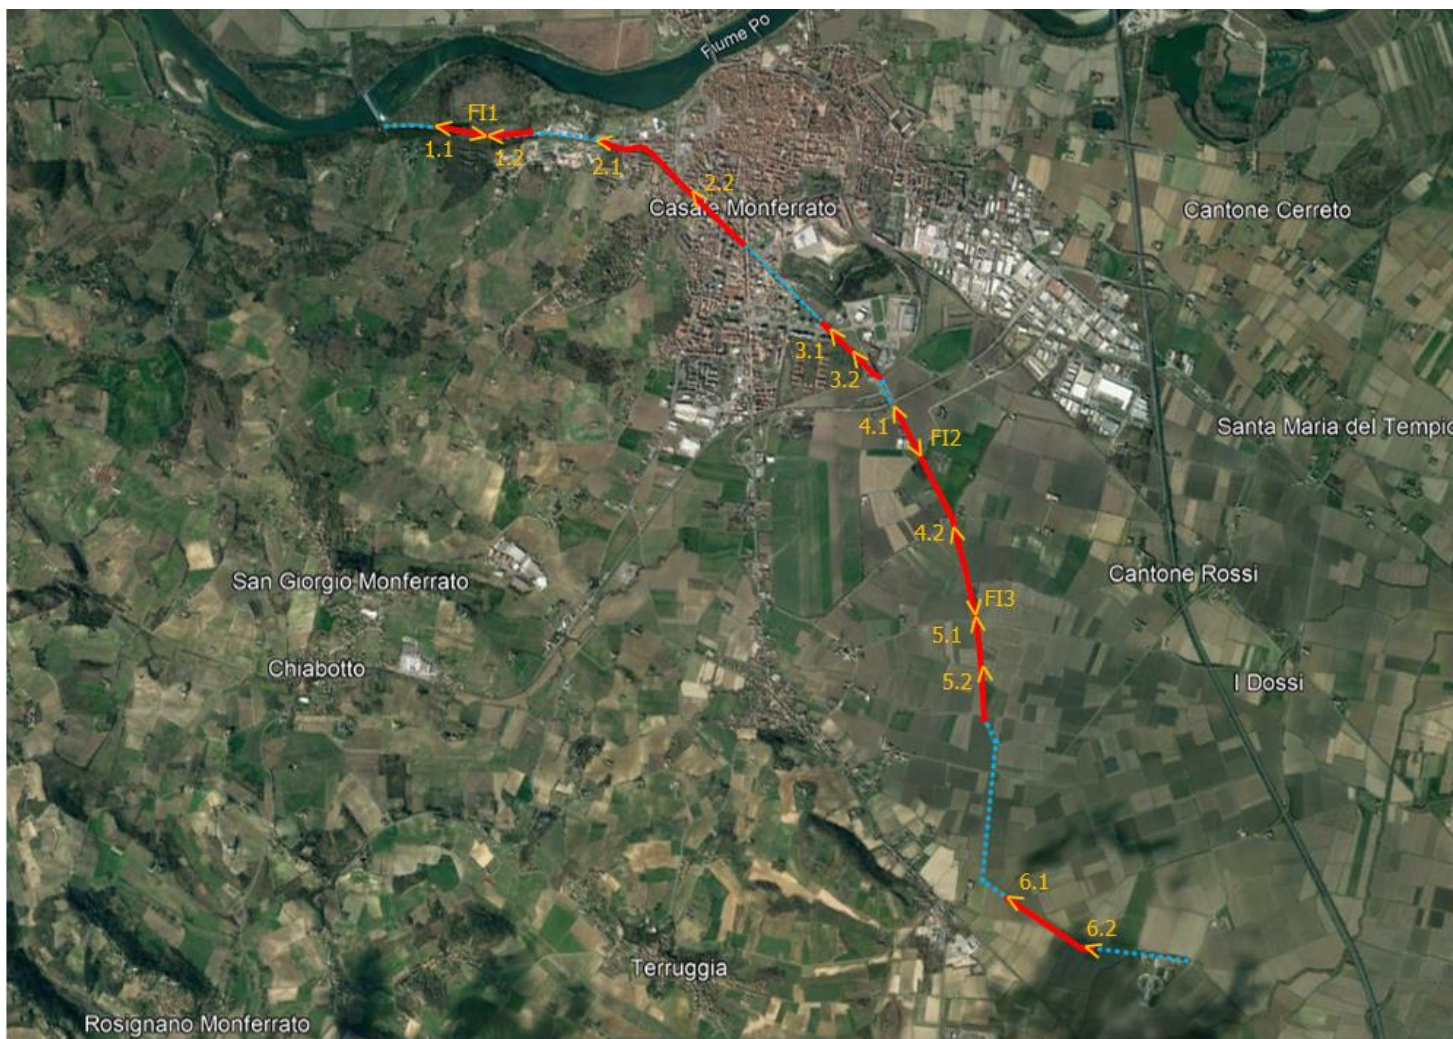 Fiume Po
FI1
1.1
1.2
2.1
2.2
Casale Monferrato
Cantone Cerreto
3.1
3.2
4.1
FI2
Santa Maria del Tempio
4.2
San Giorgio Monferrato
Cantone Rossi
FI3
5.1
Chiabotto
5.2
I Dossi
6.1
6.2
Terruggia
Rosignano Monferrato